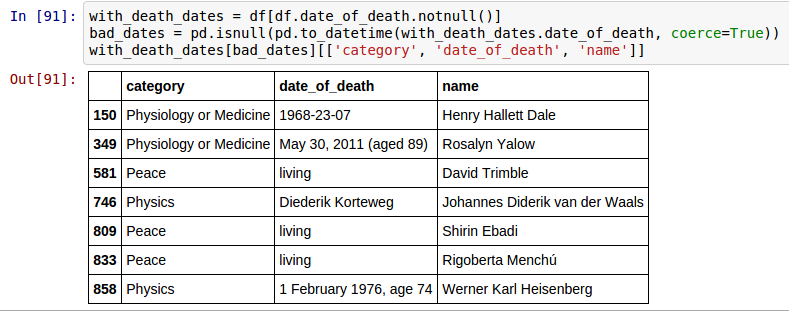 In [91]: with_death_dates = df[df.date_of_death.notnull()]
bad_dates = pd.isnull(pd.to_datetime(with_death_dates.date_of_death, coerce=True))
with_death_dates[bad_dates][['category', 'date_of_death', 'name']]
Out[91]:
category date_of_death name
150 Physiology or Medicine 1968-23-07 Henry Hallett Dale
349 Physiology or Medicine May 30, 2011 (aged 89) Rosalyn Yalow
581 Peace living David Trimble
746 Physics Diederik Korteweg Johannes Diderik van der Waals
809 Peace living Shirin Ebadi
833 Peace living Rigoberta Menchú
858 Physics 1 February 1976, age 74 Werner Karl Heisenberg